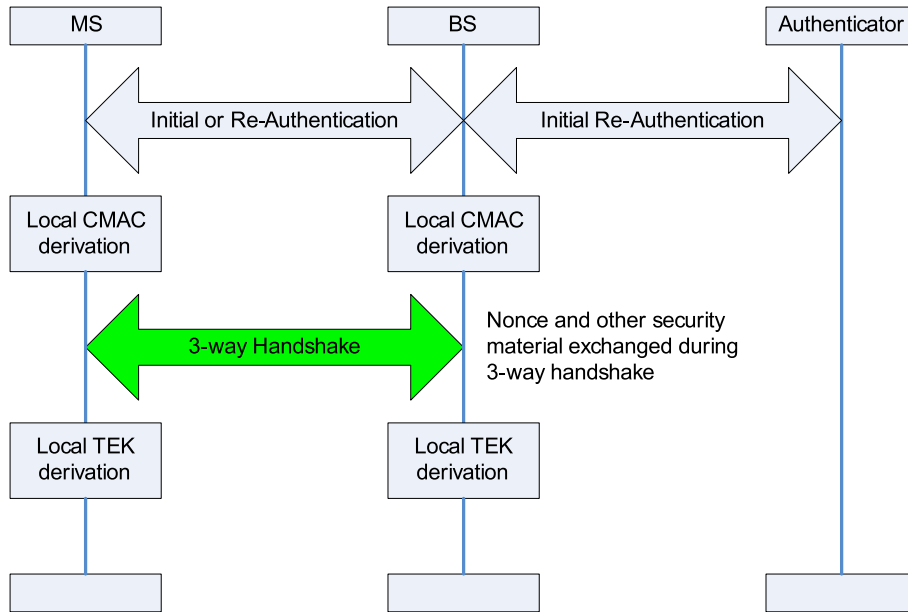 MS
BS
Authenticator
Initial or Re-Authentication
Initial Re-Authentication
Local CMAC
derivation
Local CMAC
derivation
3-way Handshake
Nonce and other security
material exchanged during
3-way handshake
Local TEK
derivation
Local TEK
derivation